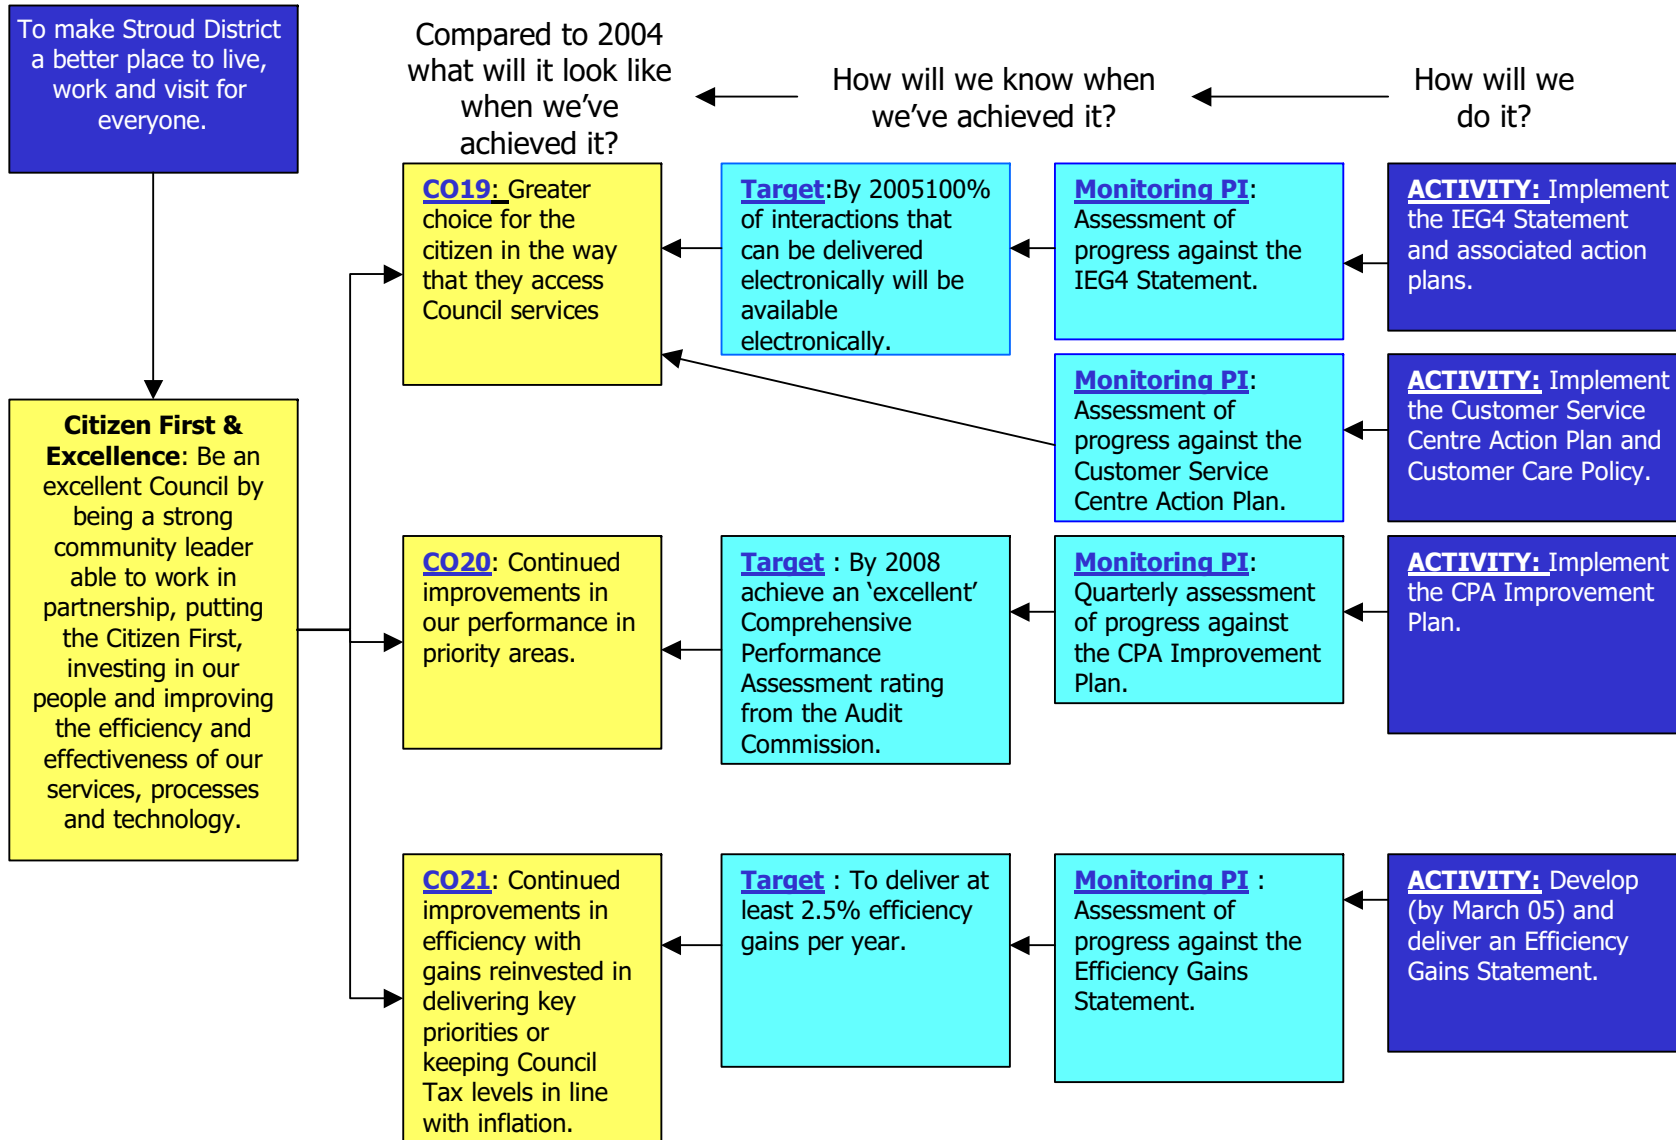 To make Stroud District
a better place to live,
work and visit for
everyone.
Compared to 2004
what will it look like
when we've
achieved it?
How will we know when
we've achieved it?
How will we
do it?
CO19: Greater
choice for the
citizen in the way
that they access
Council services
Target:By 2005100%
of interactions that
can be delivered
electronically will be
available
electronically.
Monitoring PI:
Assessment of
progress against the
IEG4 Statement.
ACTIVITY: Implement
the IEG4 Statement
and associated action
plans.
Monitoring PI:
Assessment of
progress against the
Customer Service
Centre Action Plan.
ACTIVITY: Implement
the Customer Service
Centre Action Plan and
Customer Care Policy.
Citizen First &
Excellence: Be an
excellent Council by
being a strong
community leader
able to work in
partnership, putting
the Citizen First,
investing in our
people and improving
the efficiency and
effectiveness of our
services, processes
and technology.
CO20: Continued
improvements in
our performance in
priority areas.
Target : By 2008
achieve an ‘excellent’
Comprehensive
Performance
Assessment rating
from the Audit
Commission.
Monitoring PI:
Quarterly assessment
of progress against
the CPA Improvement
Plan.
ACTIVITY: Implement
the CPA Improvement
Plan.
CO21: Continued
improvements in
efficiency with
gains reinvested in
delivering key
priorities or
keeping Council
Tax levels in line
with inflation.
Target : To deliver at
least 2.5% efficiency
gains per year.
Monitoring PI :
Assessment of
progress against the
Efficiency Gains
Statement.
ACTIVITY: Develop
(by March 05) and
deliver an Efficiency
Gains Statement.